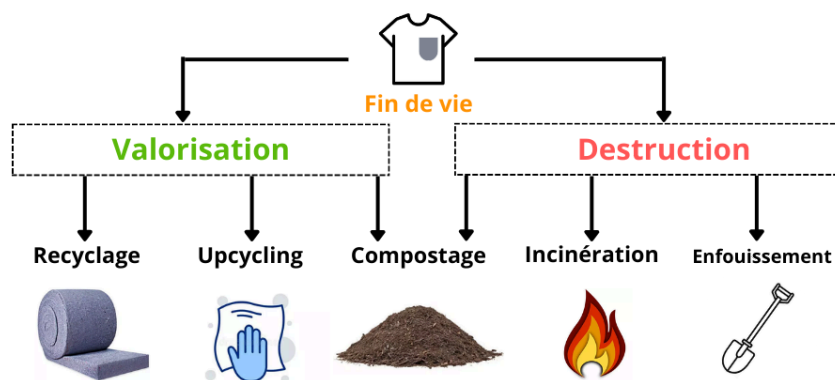 Fin de vie
Valorisation
Destruction
Recyclage
Upcycling
Compostage
Incinération
Enfouissement